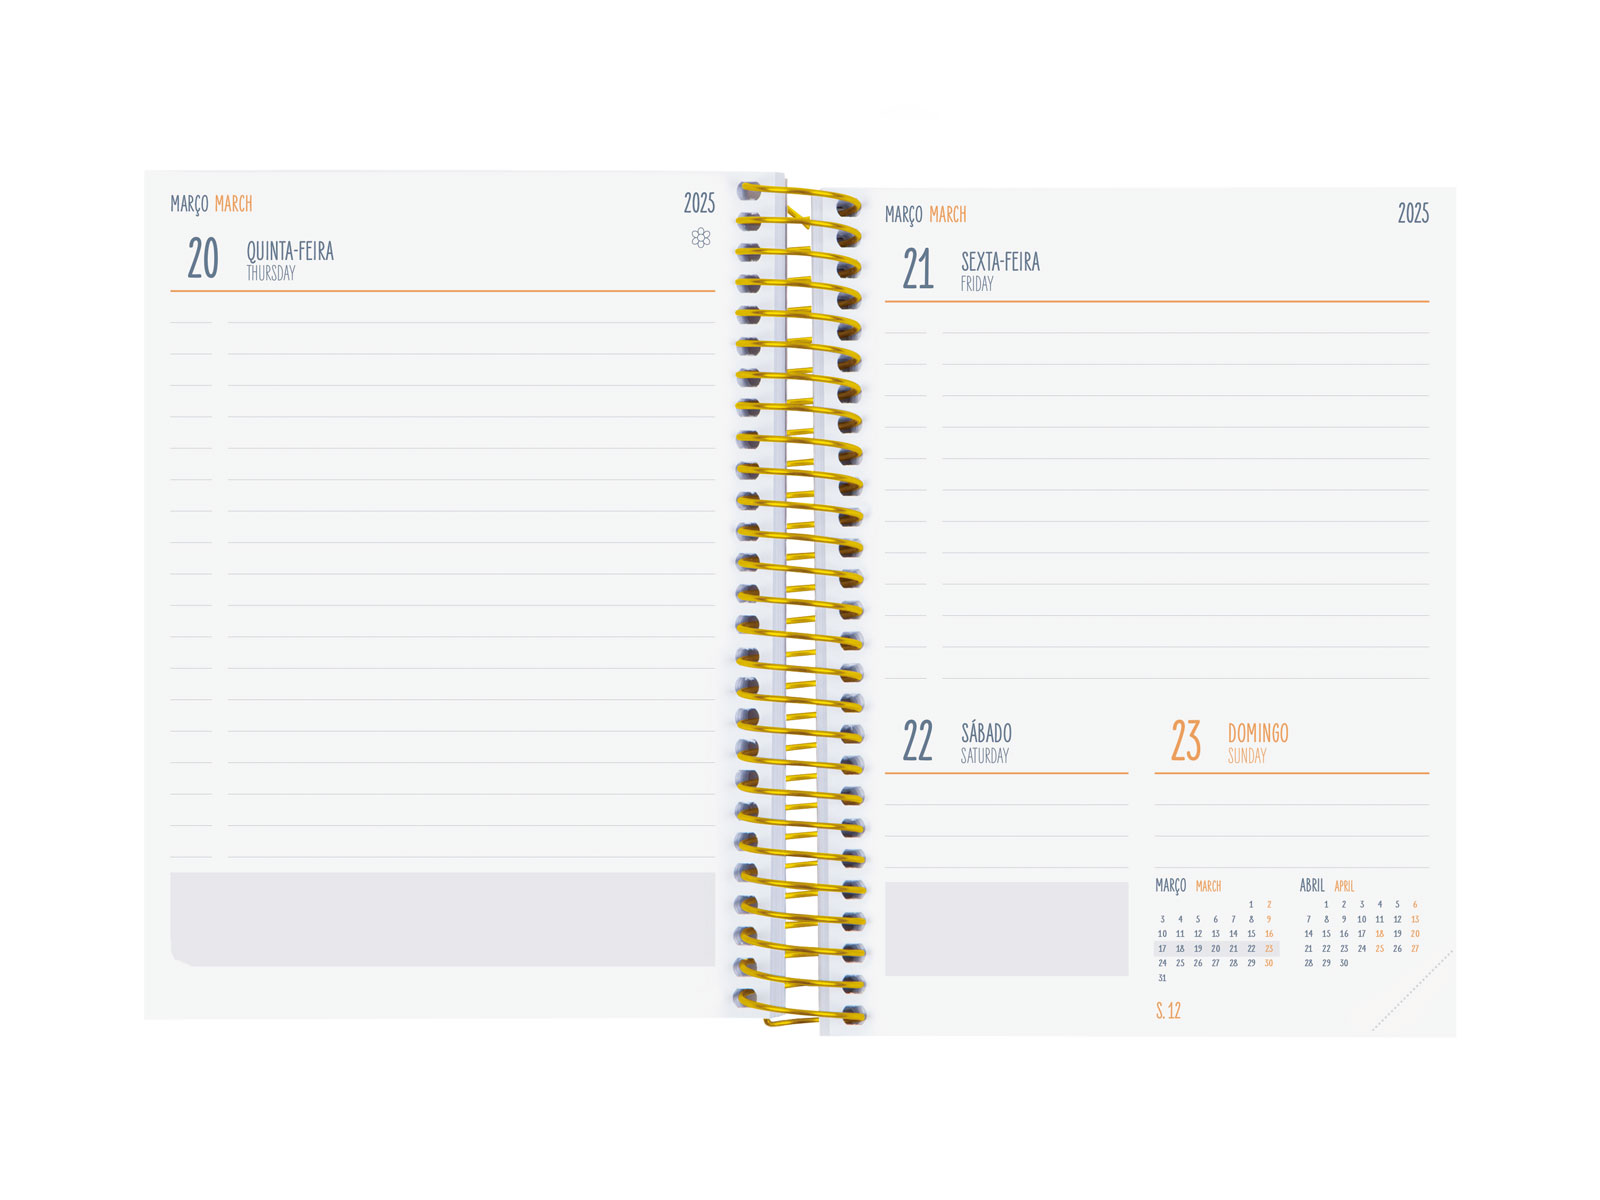 MARÇO MARCH 2025
20 QUINTA-FEIRA
THURSDAY
MARÇO MARCH 2025
21 SEXTA-FEIRA
FRIDAY
22 SÁBADO
SATURDAY
23 DOMINGO
SUNDAY
MARÇO MARCH
1 2
3 4 5 6 7 8 9
10 11 12 13 14 15 16
17 18 19 20 21 22 23
24 25 26 27 28 29 30
31
ABRIL APRIL
1 2 3 4 5 6
7 8 9 10 11 12 13
14 15 16 17 18 19 20
21 22 23 24 25 26 27
28 29 30
S. 12